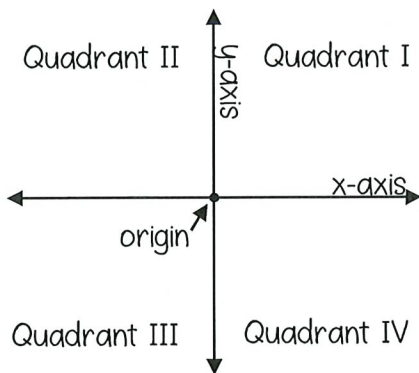 Quadrant II
Quadrant I
y-axis
x-axis
origin
Quadrant III
Quadrant IV